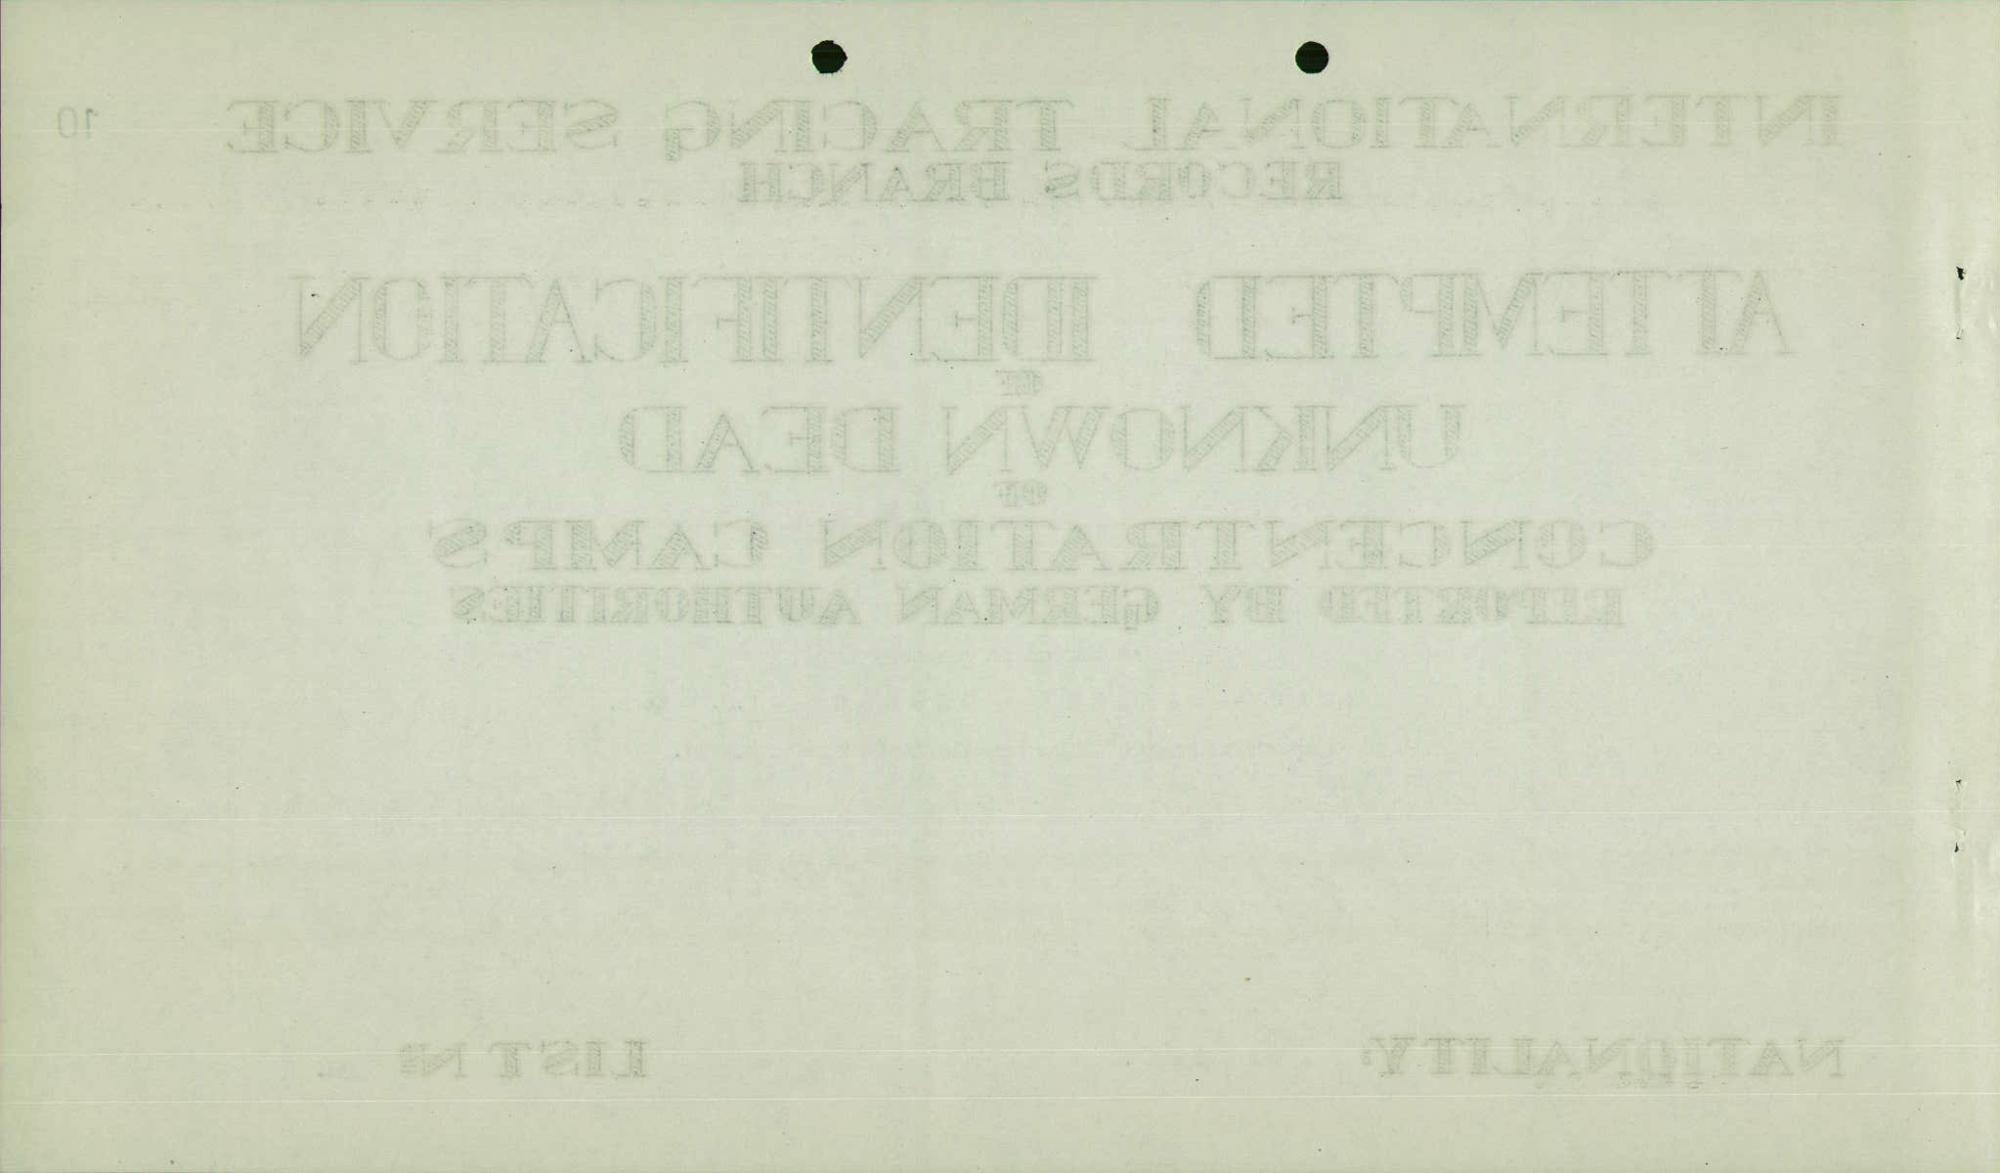 INTERNATIONAL TRACING SERVICE 10
RECORDS BRANCH
ATTEMPTED IDENTIFICATION
OF
UNKNOWN DEAD
OF
CONCENTRATION CAMPS
REPORTED BY GERMAN AUTHORITIES
NATIONALITY: LIST Nº